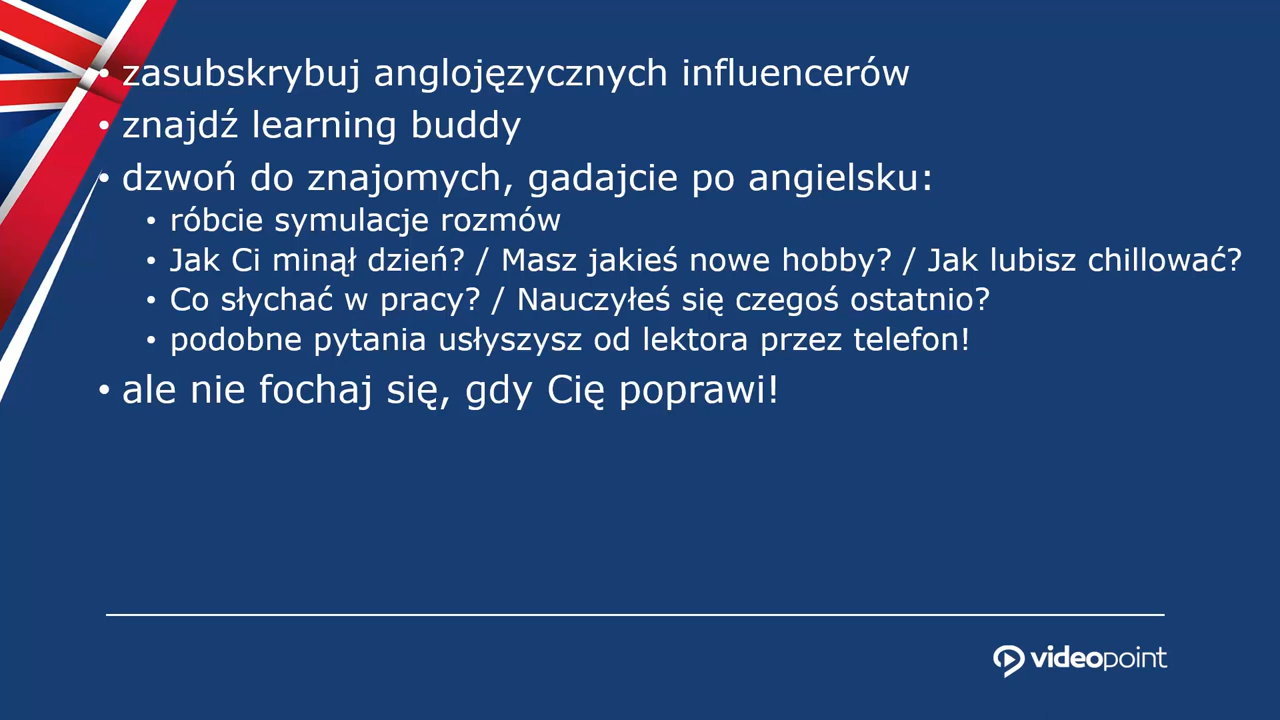 • zasubskrybuj anglojęzycznych influencerów
• znajdź learning buddy
• dzwoń do znajomych, gadajcie po angielsku:
• róbcie symulacje rozmów
• Jak Ci minął dzień? / Masz jakieś nowe hobby? / Jak lubisz chillować?
• Co słychać w pracy? / Nauczyłeś się czegoś ostatnio?
• podobne pytania usłyszysz od lektora przez telefon!
• ale nie fochaj się, gdy Cię poprawi!
videopoint